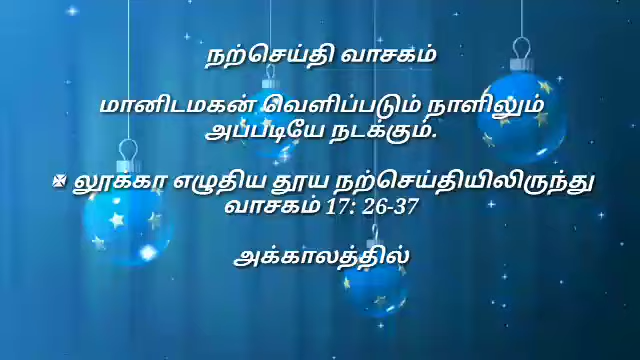 நற்செய்தி வாசகம்
மானிடமகன் வெளிப்படும் நாளிலும்
அப்படியே நடக்கும்.
✠ லூக்கா எழுதிய தூய நற்செய்தியிலிருந்து
வாசகம் 17: 26-37
அக்காலத்தில்